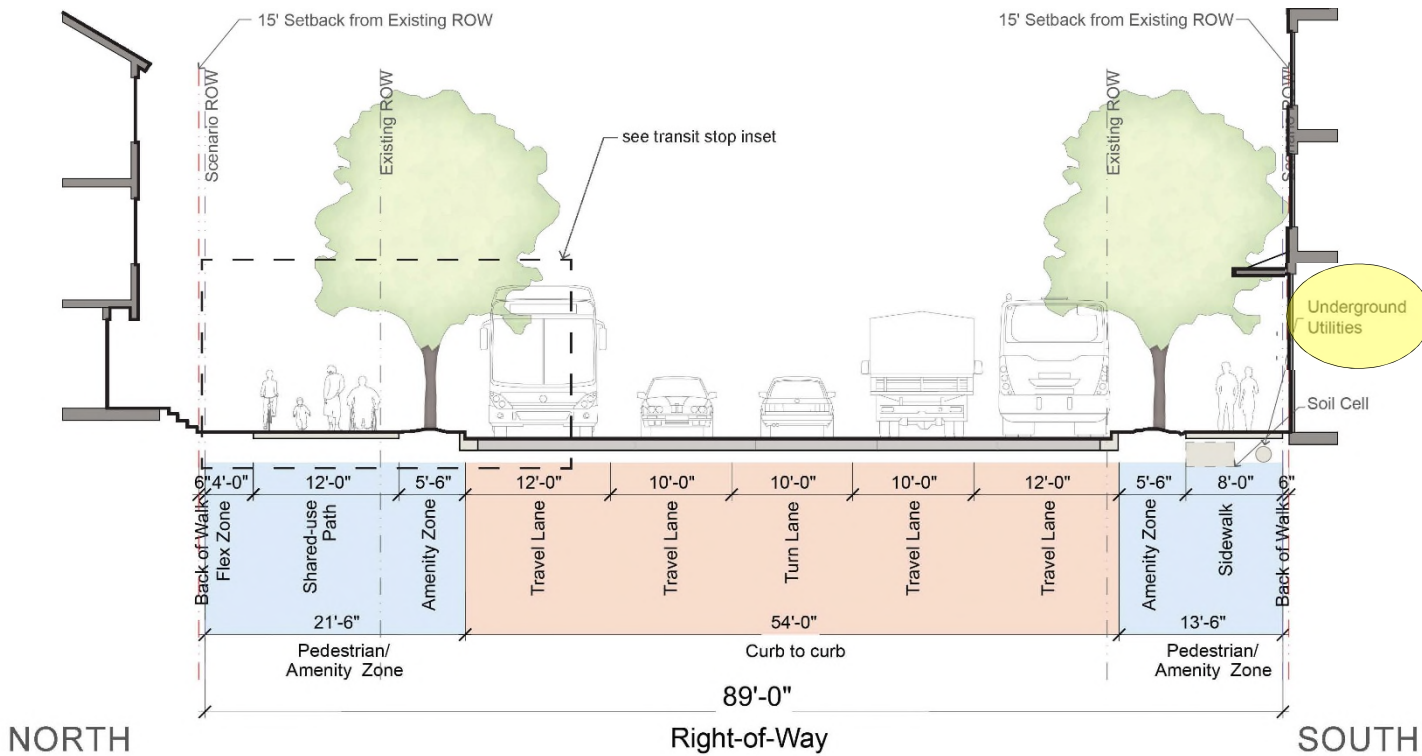 15' Setback from Existing ROW
15' Setback from Existing ROW
Scenario ROW
Existing ROW
Existing ROW
Scenario ROW
see transit stop inset
Underground
Utilities
Soil Cell
6" 4'-0" 12'-0" 5'-6" 12'-0" 10'-0" 10'-0" 10'-0" 12'-0" 5'-6" 8'-0" 6"
Back of Walk
Flex Zone
Shared-use
Path
Amenity Zone
Travel Lane
Travel Lane
Turn Lane
Travel Lane
Travel Lane
Amenity Zone
Sidewalk
Back of Walk
21'-6" 54'-0" 13'-6"
Pedestrian/
Amenity Zone
Curb to curb
Pedestrian/
Amenity Zone
89'-0"
NORTH Right-of-Way SOUTH